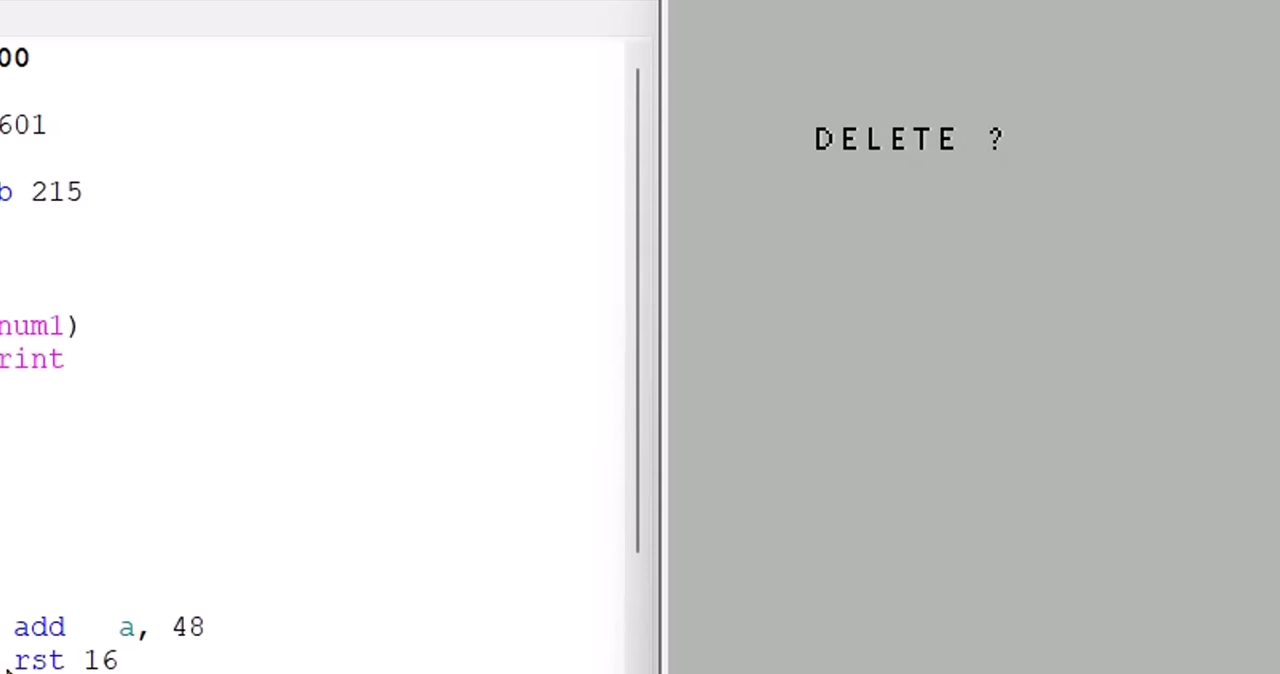 00
601
b 215
num1)
rint
add a, 48
rst 16
DELETE ?